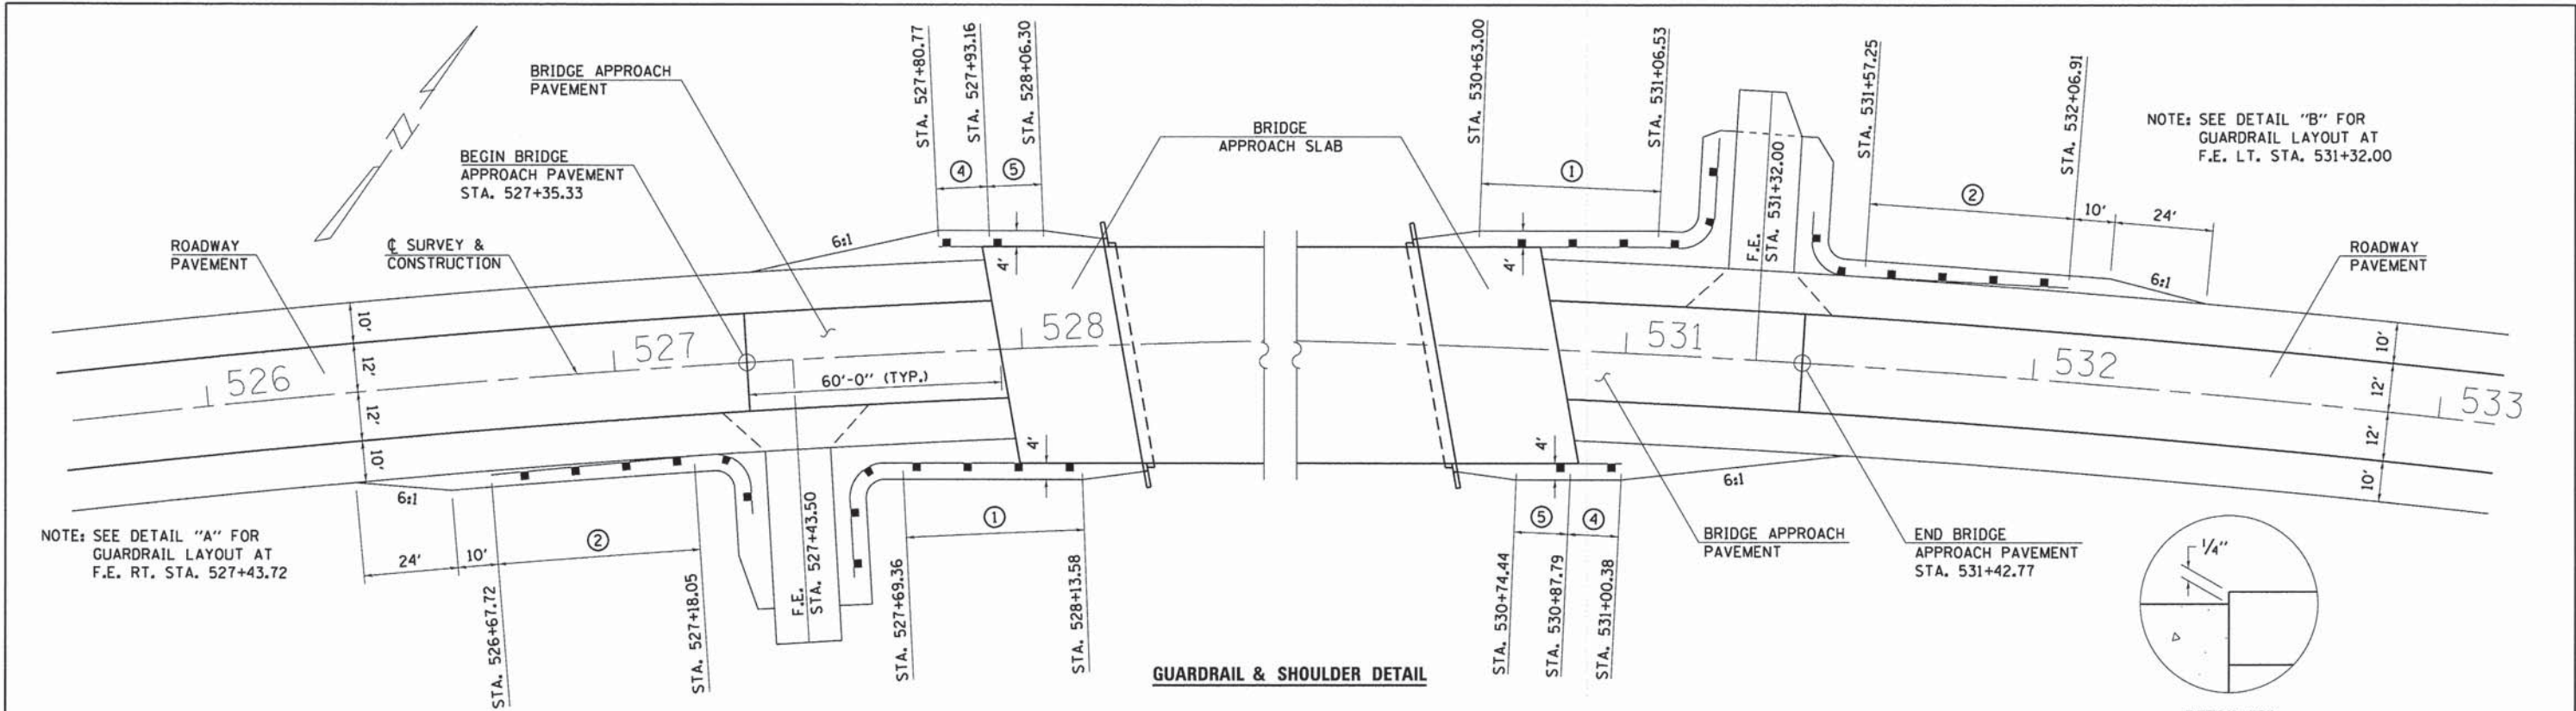 STA. 527+80.77
STA. 527+93.16
STA. 528+06.30
STA. 530+63.00
STA. 531+06.53
STA. 531+57.25
STA. 532+06.91
BRIDGE APPROACH
PAVEMENT
BEGIN BRIDGE
APPROACH PAVEMENT
STA. 527+35.33
BRIDGE
APPROACH SLAB
NOTE: SEE DETAIL "B" FOR
GUARDRAIL LAYOUT AT
F.E. LT. STA. 531+32.00
④
⑤
①
②
10'
24'
F.E.
STA. 531+32.00
ROADWAY
PAVEMENT
℄ SURVEY &
CONSTRUCTION
6:1
4'
4'
6:1
ROADWAY
PAVEMENT
10'
12'
12'
10'
526
527
528
531
532
533
60'-0" (TYP.)
10'
12'
12'
10'
4'
4'
6:1
6:1
NOTE: SEE DETAIL "A" FOR
GUARDRAIL LAYOUT AT
F.E. RT. STA. 527+43.72
24'
10'
②
①
⑤
④
F.E.
STA. 527+43.50
BRIDGE APPROACH
PAVEMENT
END BRIDGE
APPROACH PAVEMENT
STA. 531+42.77
1/4"
STA. 526+67.72
STA. 527+18.05
STA. 527+69.36
STA. 528+13.58
STA. 530+74.44
STA. 530+87.79
STA. 531+00.38
GUARDRAIL & SHOULDER DETAIL